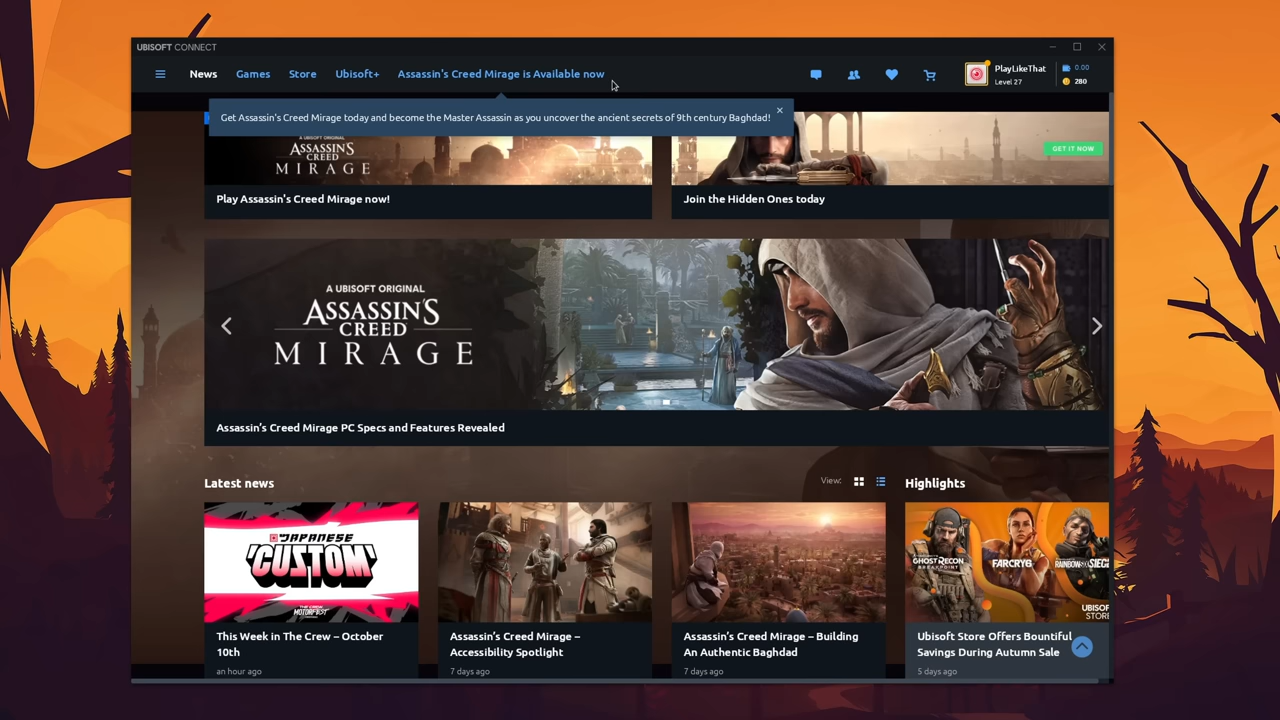 UBISOFT CONNECT
News Games Store Ubisoft+ Assassin's Creed Mirage is Available now
PlayLikeThat
Level 27
0.00
280
Get Assassin's Creed Mirage today and become the Master Assassin as you uncover the ancient secrets of 9th century Baghdad!
A UBISOFT ORIGINAL
ASSASSIN'S
CREED
MIRAGE
GET IT NOW
Play Assassin's Creed Mirage now!
Join the Hidden Ones today
A UBISOFT ORIGINAL
ASSASSIN'S
CREED
MIRAGE
Assassin's Creed Mirage PC Specs and Features Revealed
Latest news
View:
Highlights
JAPANESE
'CUSTOM'
THE CREW
MOTORFEST
GHOST RECON
BREAKPOINT
FARCRY6
RAINBOW SIEGE
UBISOFT
STORE
This Week in The Crew – October
10th
an hour ago
Assassin's Creed Mirage –
Accessibility Spotlight
7 days ago
Assassin's Creed Mirage – Building
An Authentic Baghdad
7 days ago
Ubisoft Store Offers Bountiful
Savings During Autumn Sale
5 days ago